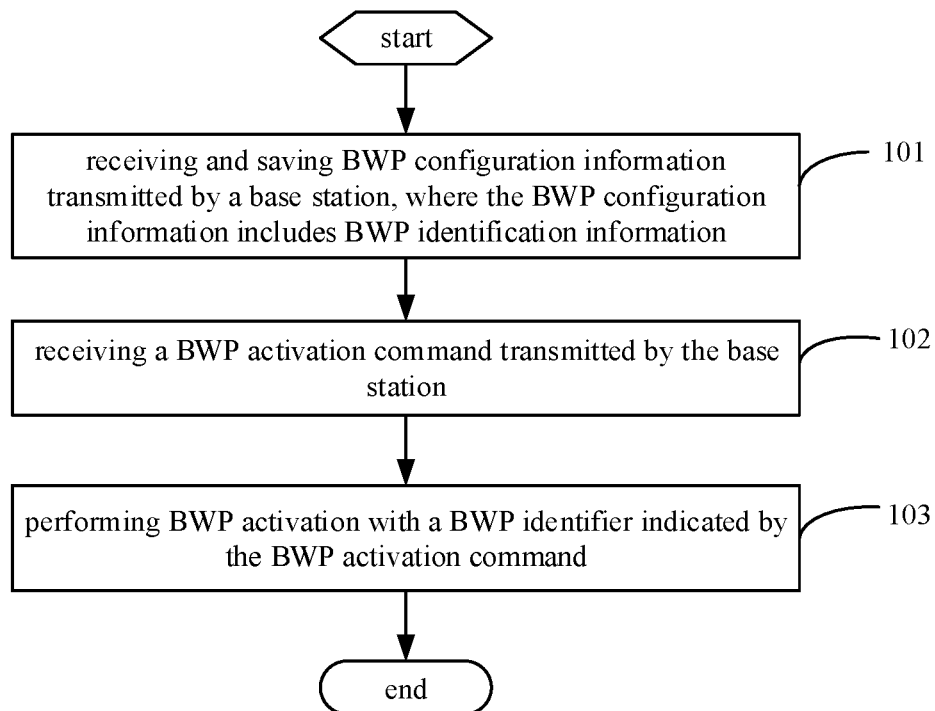 start
receiving and saving BWP configuration information
transmitted by a base station, where the BWP configuration
information includes BWP identification information
101
receiving a BWP activation command transmitted by the base
station
102
performing BWP activation with a BWP identifier indicated by
the BWP activation command
103
end